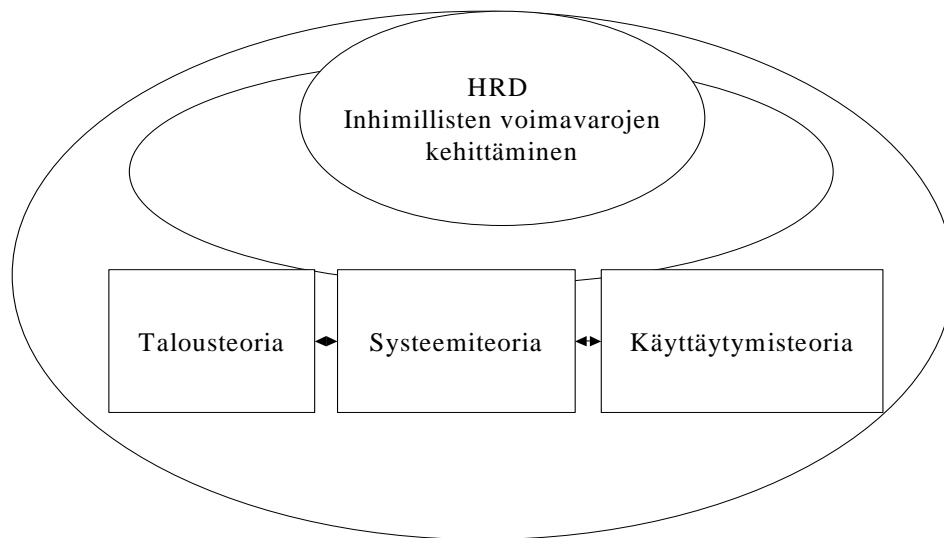 HRD
Inhimillisten voimavarojen
kehittäminen
Talousteoria
Systeemiteoria
Käyttäytymisteoria